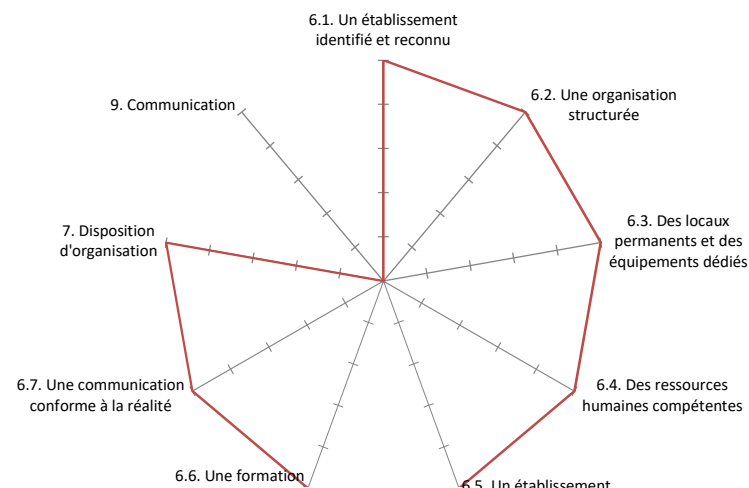 6.1. Un établissement
identifié et reconnu
6.2. Une organisation
structurée
6.3. Des locaux
permanents et des
équipements dédiés
6.4. Des ressources
humaines compétentes
6.5. Un établissement
6.6. Une formation
6.7. Une communication
conforme à la réalité
7. Disposition
d'organisation
9. Communication